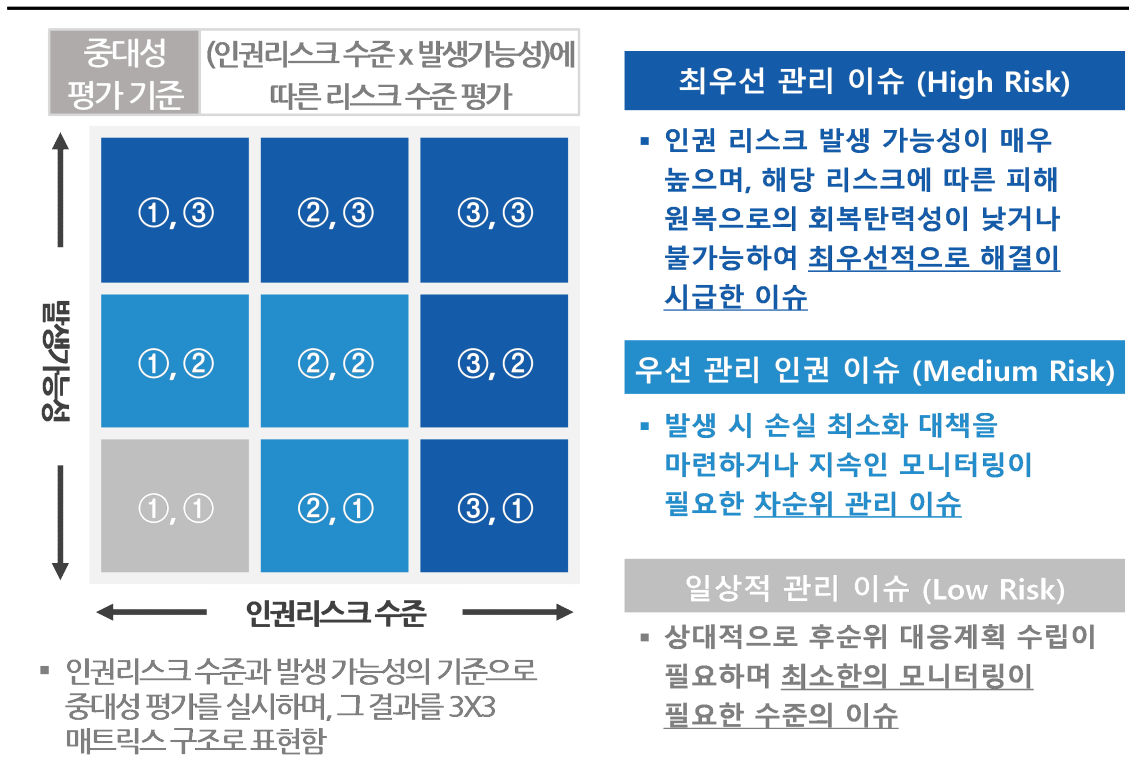 중대성
평가 기준
(인권리스크 수준 x 발생가능성)에
따른 리스크 수준 평가
①, ③
②, ③
③, ③
①, ②
②, ②
③, ②
①, ①
②, ①
③, ①
발생가능성
인권리스크 수준
▪ 인권리스크 수준과 발생 가능성의 기준으로
중대성 평가를 실시하며, 그 결과를 3X3
매트릭스 구조로 표현함
최우선 관리 이슈 (High Risk)
▪ 인권 리스크 발생 가능성이 매우
높으며, 해당 리스크에 따른 피해
원복으로의 회복탄력성이 낮거나
불가능하여 최우선적으로 해결이
시급한 이슈
우선 관리 인권 이슈 (Medium Risk)
▪ 발생 시 손실 최소화 대책을
마련하거나 지속인 모니터링이
필요한 차순위 관리 이슈
일상적 관리 이슈 (Low Risk)
▪ 상대적으로 후순위 대응계획 수립이
필요하며 최소한의 모니터링이
필요한 수준의 이슈